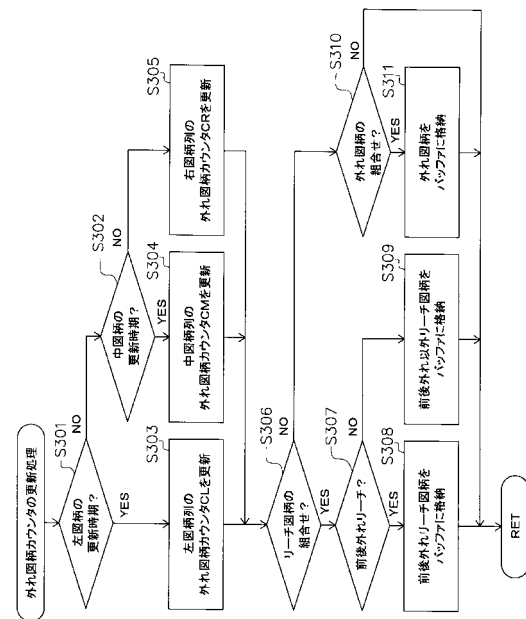 外れ図柄カウンタの更新処理
S301
左図柄の
更新時期?
YES
NO
S302
中図柄の
更新時期?
YES
NO
S303
左図柄列の
外れ図柄カウンタCLを更新
S304
中図柄列の
外れ図柄カウンタCMを更新
S305
右図柄列の
外れ図柄カウンタCRを更新
S306
リーチ図柄の
組合せ?
YES
NO
S307
前後外れリーチ?
YES
NO
S308
前後外れリーチ図柄を
バッファに格納
S309
前後外れ以外リーチ図柄を
バッファに格納
S310
外れ図柄の
組合せ?
YES
NO
S311
外れ図柄を
バッファに格納
RET